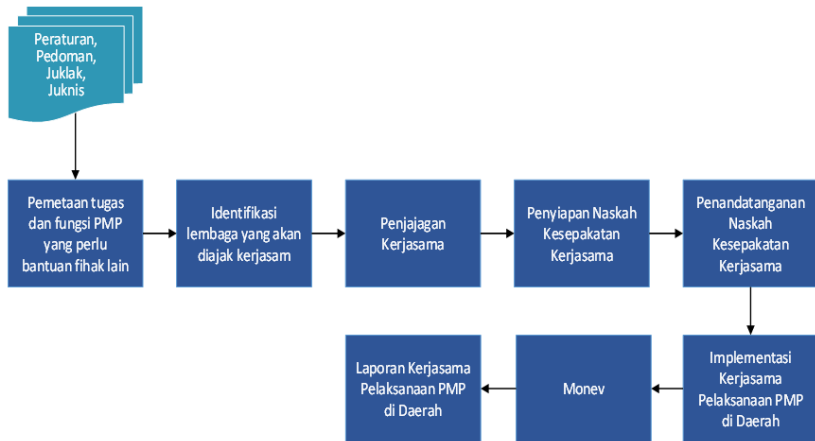 Peraturan,
Pedoman,
Juklak,
Juknis
Pemetaan tugas
dan fungsi PMP
yang perlu
bantuan fihak lain
Identifikasi
lembaga yang akan
diajak kerjasam
Penjajagan
Kerjasama
Penyiapan Naskah
Kesepakatan
Kerjasama
Penandatanganan
Naskah
Kesepakatan
Kerjasama
Implementasi
Kerjasama
Pelaksanaan PMP
di Daerah
Monev
Laporan Kerjasama
Pelaksanaan PMP
di Daerah